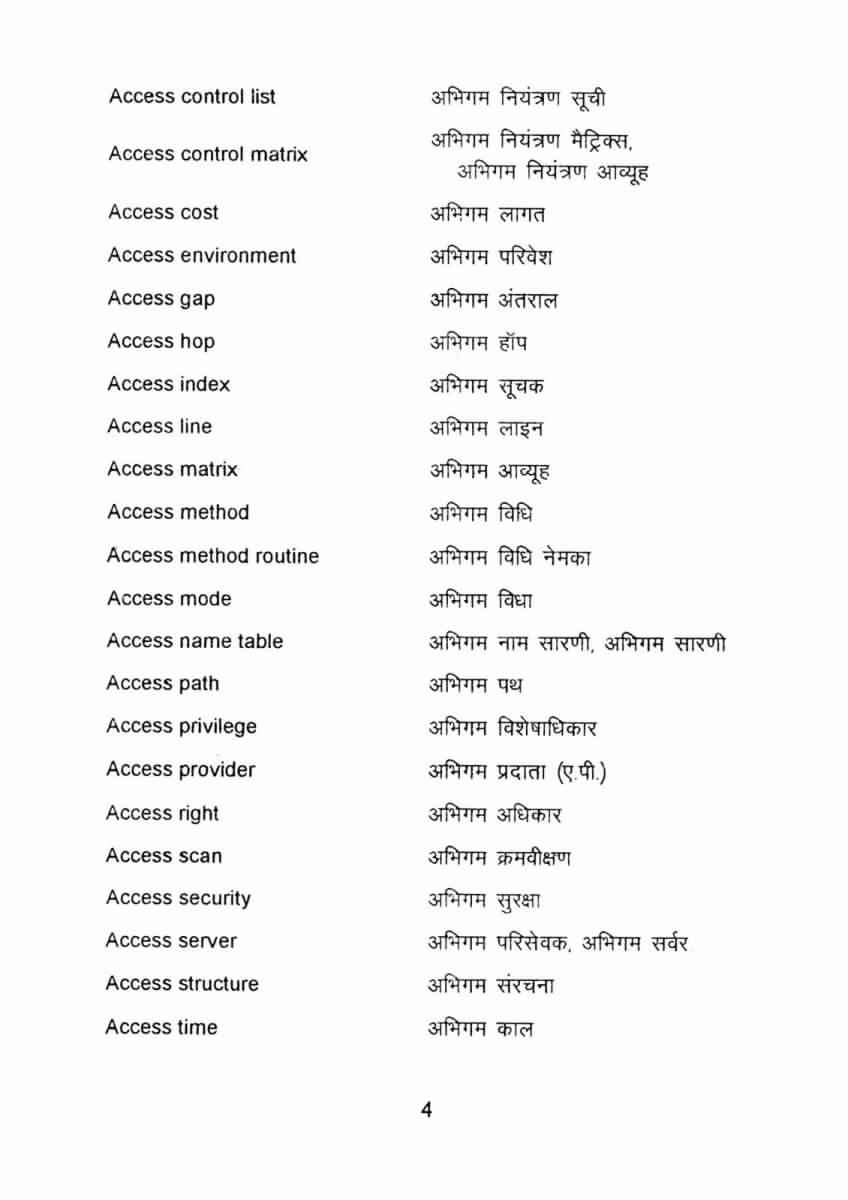 Access control list अभिगम नियंत्रण सूची
Access control matrix अभिगम नियंत्रण मैट्रिक्स,
अभिगम नियंत्रण आव्यूह
Access cost अभिगम लागत
Access environment अभिगम परिवेश
Access gap अभिगम अंतराल
Access hop अभिगम हॉप
Access index अभिगम सूचक
Access line अभिगम लाइन
Access matrix अभिगम आव्यूह
Access method अभिगम विधि
Access method routine अभिगम विधि नेमका
Access mode अभिगम विधा
Access name table अभिगम नाम सारणी, अभिगम सारणी
Access path अभिगम पथ
Access privilege अभिगम विशेषाधिकार
Access provider अभिगम प्रदाता (ए.पी.)
Access right अभिगम अधिकार
Access scan अभिगम क्रमवीक्षण
Access security अभिगम सुरक्षा
Access server अभिगम परिसेवक, अभिगम सर्वर
Access structure अभिगम संरचना
Access time अभिगम काल
4